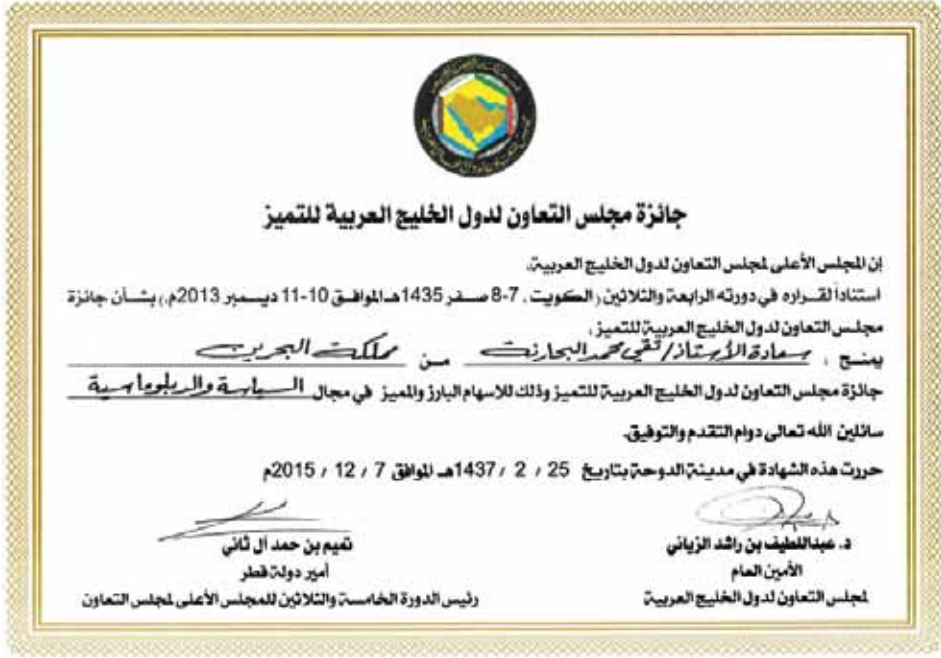 جائزة مجلس التعاون لدول الخليج العربية للتميز
إن المجلس الأعلى لمجلس التعاون لدول الخليج العربية،
استناداً لقراره في دورته الرابعة والثلاثين (الكويت ، 7-8 صفر 1435هـ الموافق 10-11 ديسمبر 2013م) بشأن جائزة
مجلس التعاون لدول الخليج العربية للتميز ،
يمنح ، سعادة الأستاذ/ تقي محمد البحارنة من مملكة البحرين
جائزة مجلس التعاون لدول الخليج العربية للتميز وذلك للاسهام البارز والمميز في مجال السياسة والدبلوماسية
سائلين الله تعالى دوام التقدم والتوفيق.
حررت هذه الشهادة في مدينة الدوحة بتاريخ 25 / 2 / 1437هـ الموافق 7 / 12 / 2015م
د. عبداللطيف بن راشد الزياني
الأمين العام
لمجلس التعاون لدول الخليج العربية
تميم بن حمد آل ثاني
أمير دولة قطر
رئيس الدورة الخامسة والثلاثين للمجلس الأعلى لمجلس التعاون